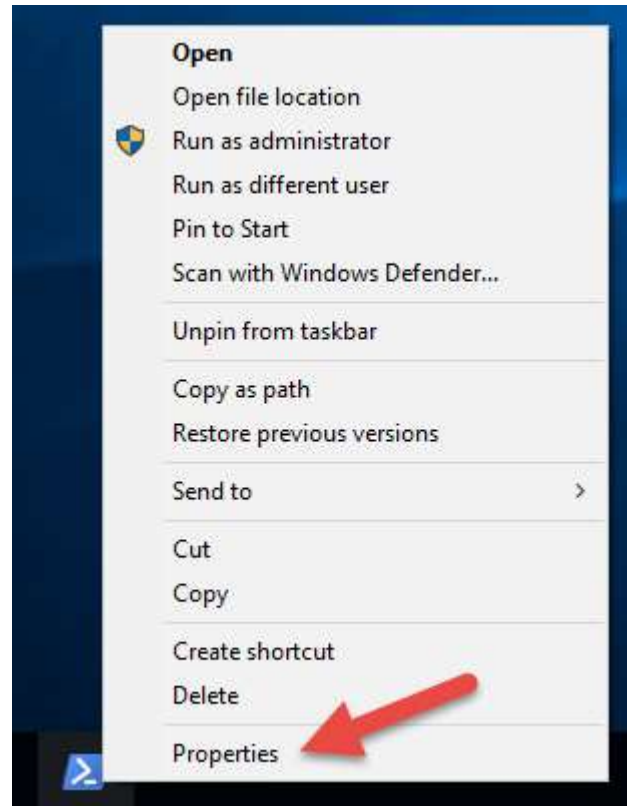 Open
Open file location
Run as administrator
Run as different user
Pin to Start
Scan with Windows Defender...
Unpin from taskbar
Copy as path
Restore previous versions
Send to
Cut
Copy
Create shortcut
Delete
Properties